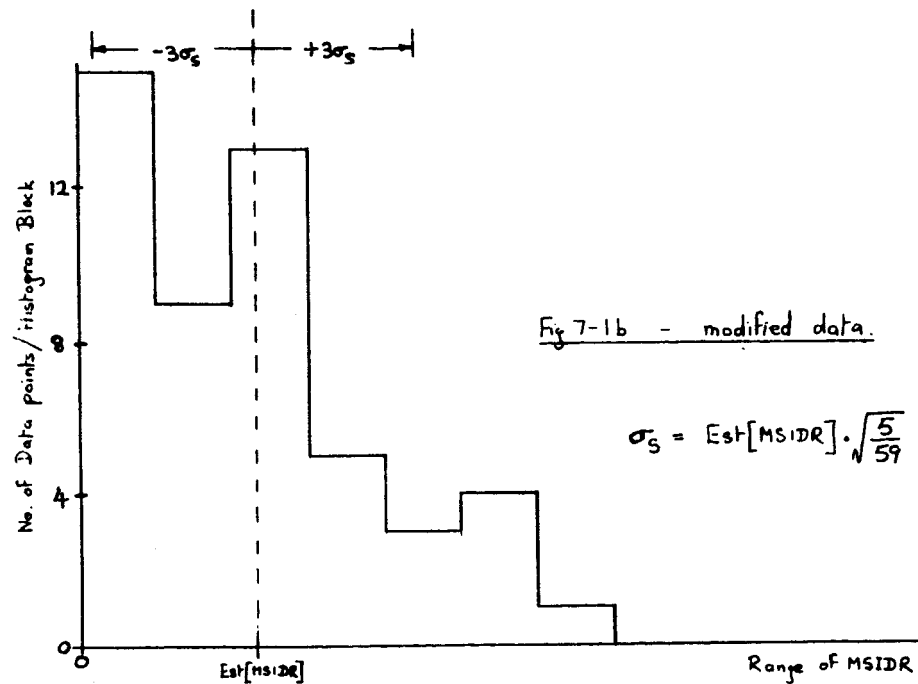 -3σₛ
+3σₛ
No. of Data points/Histogram Block
12
8
4
0
0
Est[MSIDR]
Range of MSIDR
Fig 7-1b - modified data.
σₛ = Est[MSIDR].√(5/59)